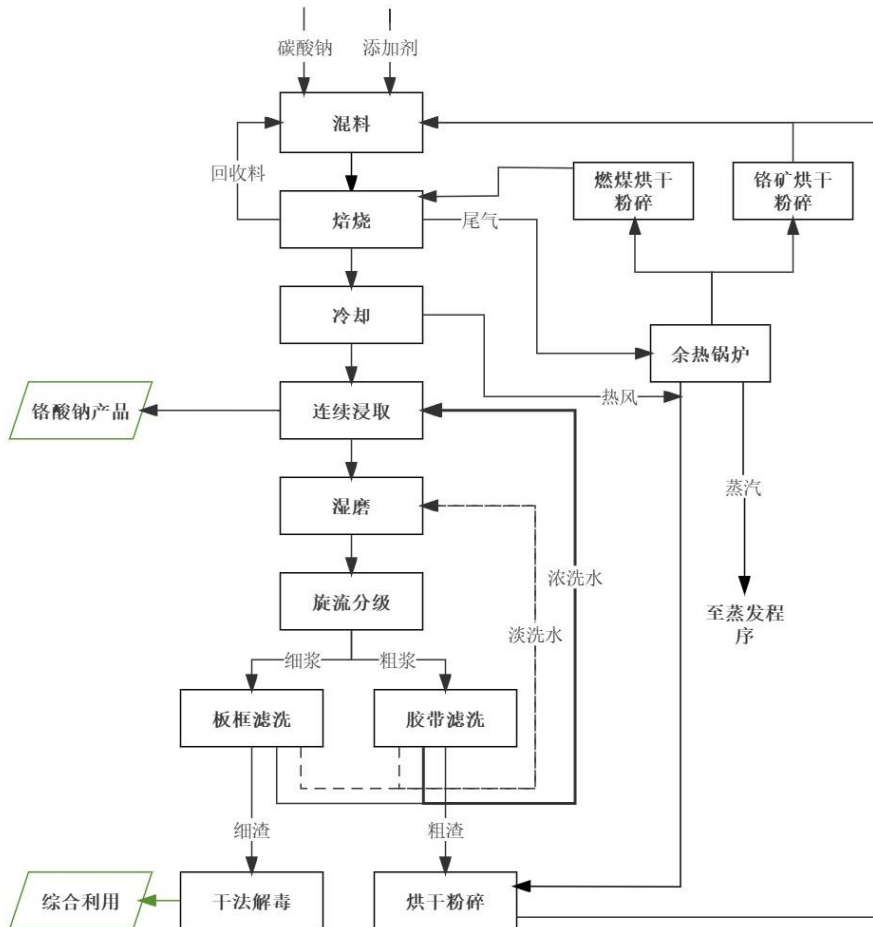 碳酸钠
添加剂
混料
回收料
燃煤烘干
粉碎
铬矿烘干
粉碎
焙烧
尾气
冷却
余热锅炉
热风
铬酸钠产品
连续浸取
蒸汽
湿磨
浓洗水
旋流分级
淡洗水
至蒸发程
序
细浆
粗浆
板框滤洗
胶带滤洗
细渣
粗渣
综合利用
干法解毒
烘干粉碎